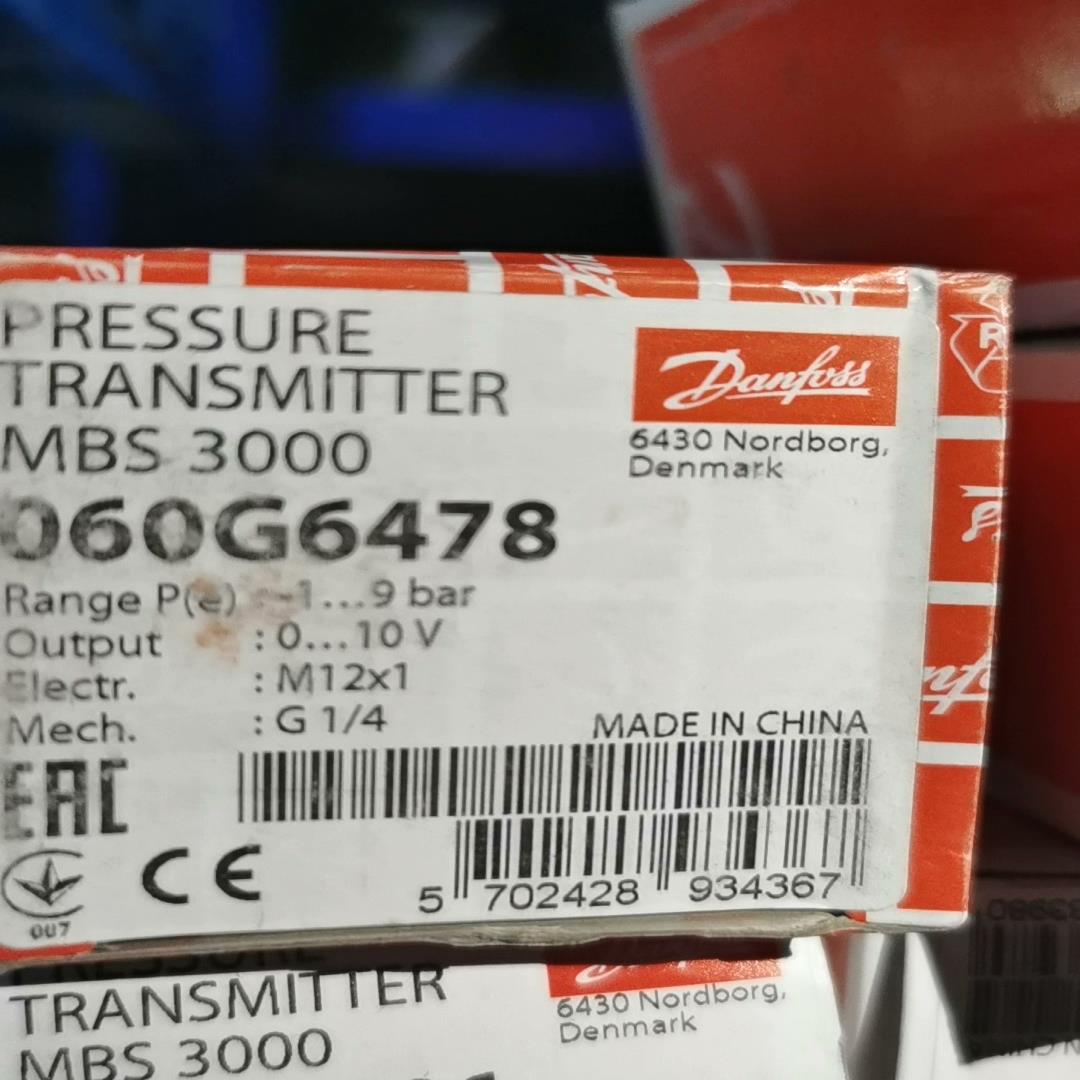 PRESSURE
TRANSMITTER
MBS 3000
060G6478
Range P(e) -1...9 bar
Output : 0...10 V
Electr. : M12x1
Mech. : G 1/4
Danfoss
6430 Nordborg,
Denmark
MADE IN CHINA
EAC
CE
007
5 702428 934367
TRANSMITTER
MBS 3000
6430 Nordborg,
Denmark